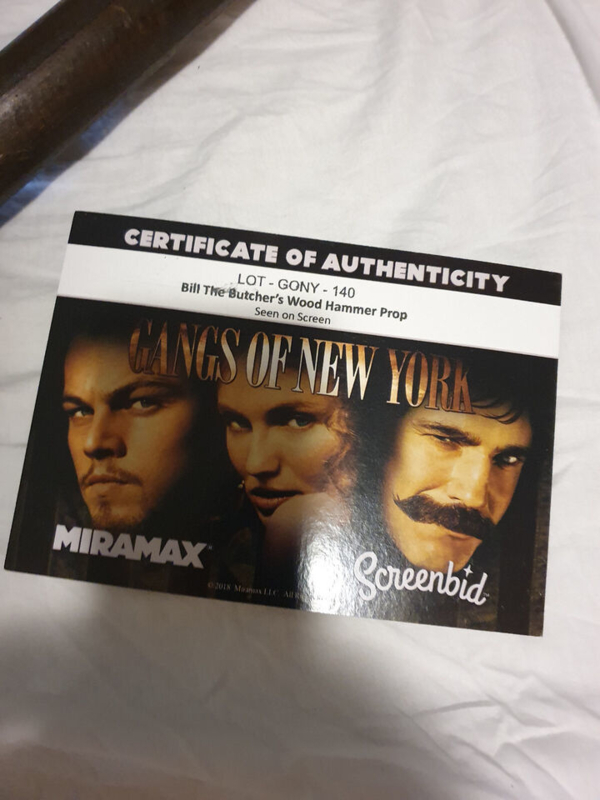 CERTIFICATE OF AUTHENTICITY
LOT - GONY - 140
Bill The Butcher's Wood Hammer Prop
Seen on Screen
GANGS OF NEW YORK
MIRAMAX
Screenbid
©2018 Miramax LLC All